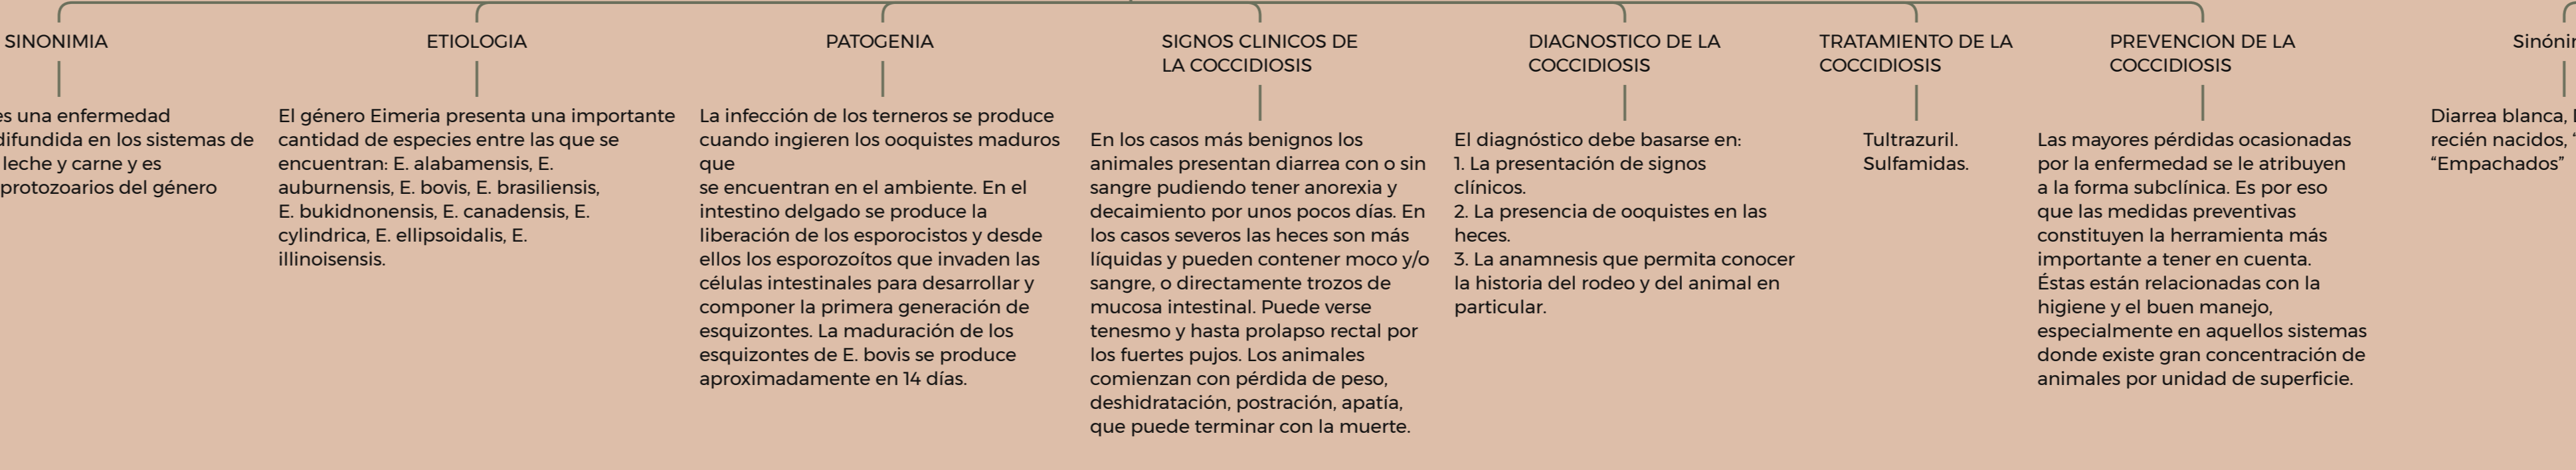 SINONIMIA
es una enfermedad
difundida en los sistemas de
leche y carne y es
protozoarios del género
ETIOLOGIA
El género Eimeria presenta una importante
cantidad de especies entre las que se
encuentran: E. alabamensis, E.
auburnensis, E. bovis, E. brasiliensis,
E. bukidnonensis, E. canadensis, E.
cylindrica, E. ellipsoidalis, E.
illinoisensis.
PATOGENIA
La infección de los terneros se produce
cuando ingieren los ooquistes maduros
que
se encuentran en el ambiente. En el
intestino delgado se produce la
liberación de los esporocistos y desde
ellos los esporozoítos que invaden las
células intestinales para desarrollar y
componer la primera generación de
esquizontes. La maduración de los
esquizontes de E. bovis se produce
aproximadamente en 14 días.
SIGNOS CLINICOS DE
LA COCCIDIOSIS
En los casos más benignos los
animales presentan diarrea con o sin
sangre pudiendo tener anorexia y
decaimiento por unos pocos días. En
los casos severos las heces son más
líquidas y pueden contener moco y/o
sangre, o directamente trozos de
mucosa intestinal. Puede verse
tenesmo y hasta prolapso rectal por
los fuertes pujos. Los animales
comienzan con pérdida de peso,
deshidratación, postración, apatía,
que puede terminar con la muerte.
DIAGNOSTICO DE LA
COCCIDIOSIS
El diagnóstico debe basarse en:
1. La presentación de signos
clínicos.
2. La presencia de ooquistes en las
heces.
3. La anamnesis que permita conocer
la historia del rodeo y del animal en
particular.
TRATAMIENTO DE LA
COCCIDIOSIS
Tultrazuril.
Sulfamidas.
PREVENCION DE LA
COCCIDIOSIS
Las mayores pérdidas ocasionadas
por la enfermedad se le atribuyen
a la forma subclínica. Es por eso
que las medidas preventivas
constituyen la herramienta más
importante a tener en cuenta.
Éstas están relacionadas con la
higiene y el buen manejo,
especialmente en aquellos sistemas
donde existe gran concentración de
animales por unidad de superficie.
Diarrea blanca,
recién nacidos, “
“Empachados”